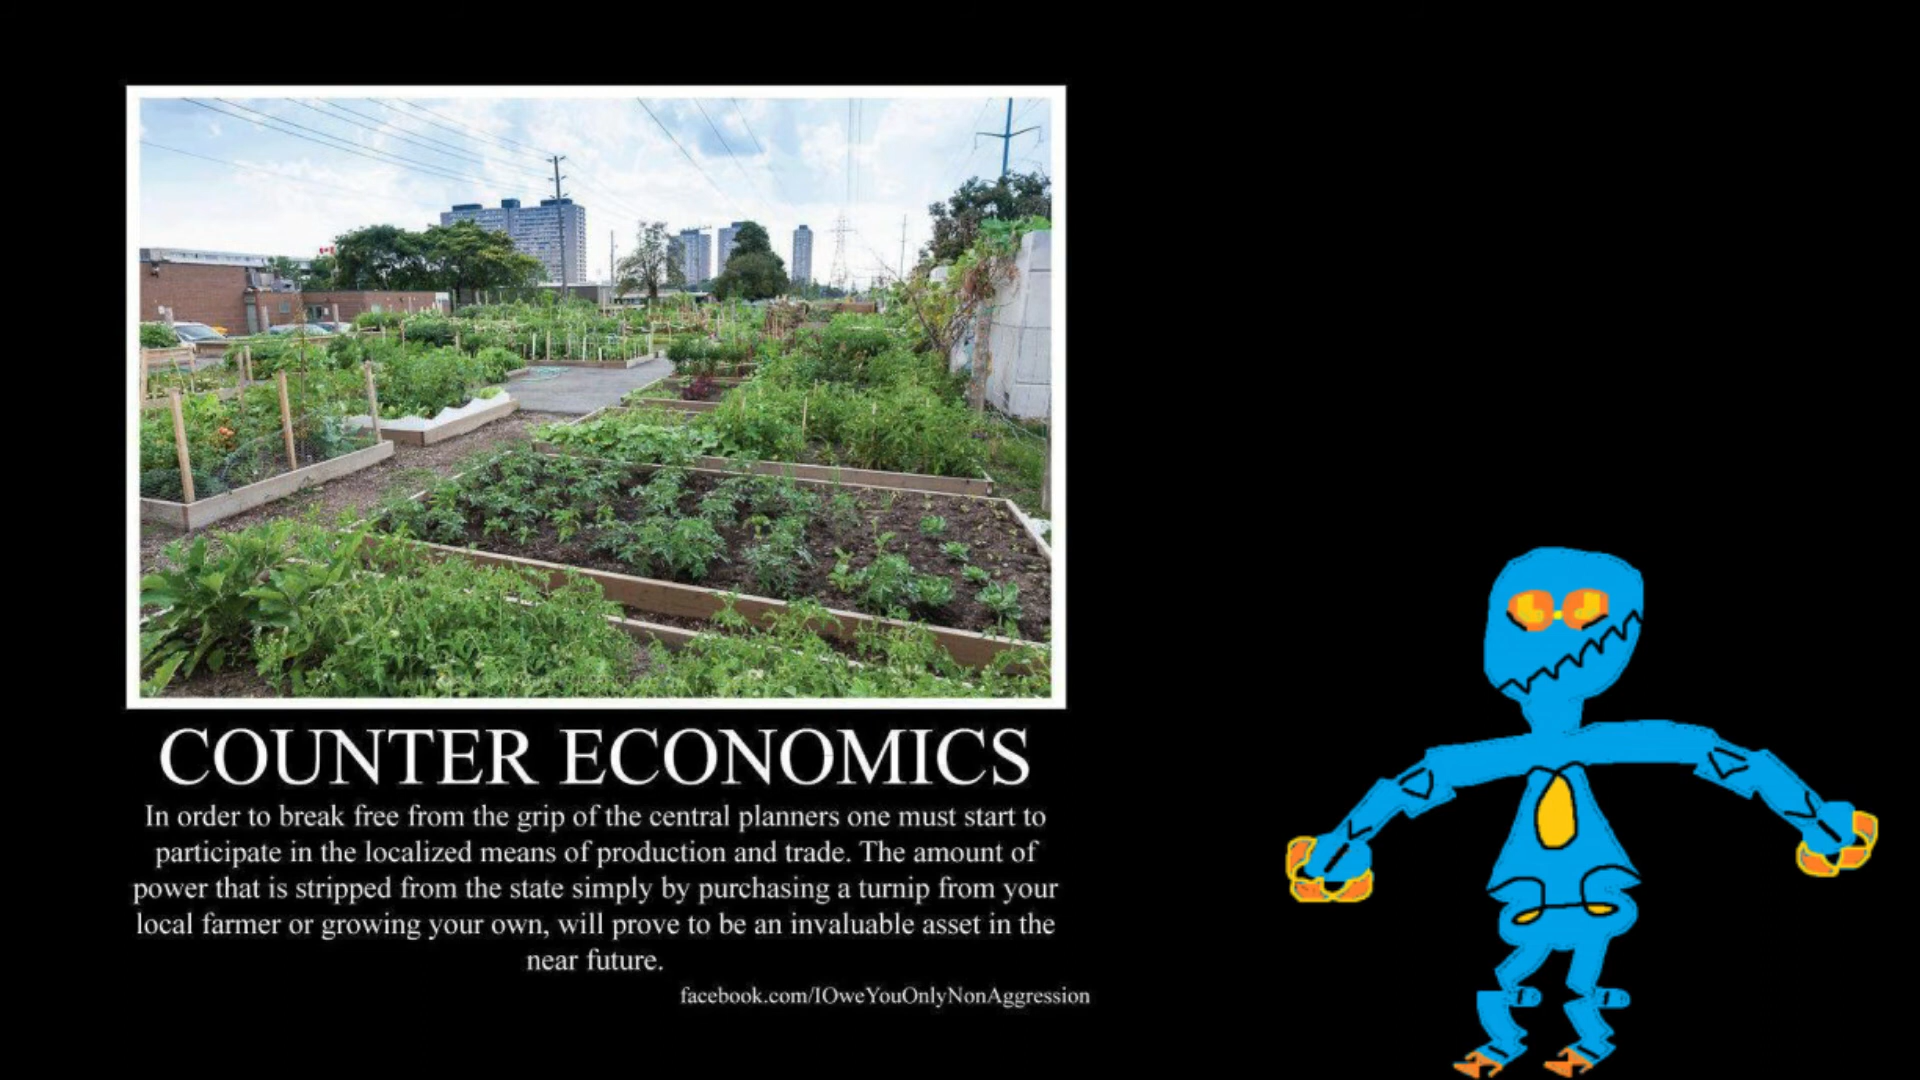 COUNTER ECONOMICS
In order to break free from the grip of the central planners one must start to
participate in the localized means of production and trade. The amount of
power that is stripped from the state simply by purchasing a turnip from your
local farmer or growing your own, will prove to be an invaluable asset in the
near future.
facebook.com/IOweYouOnlyNonAggression